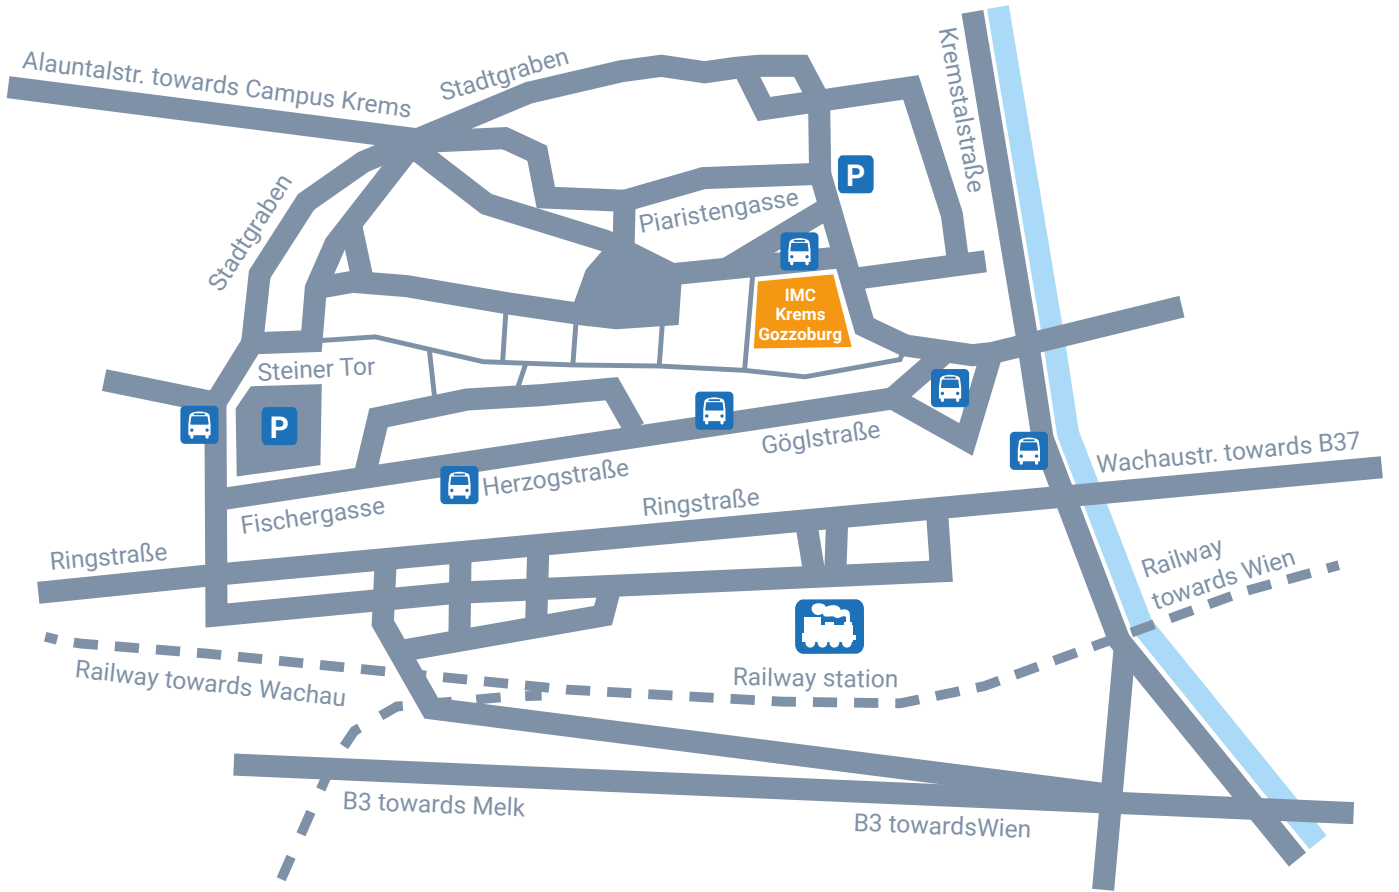 Alauntalstr. towards Campus Krems
Stadtgraben
Kremstalstraße
Stadtgraben
P
Piaristengasse
IMC
Krems
Gozzoburg
Steiner Tor
P
Göglstraße
Wachaustr. towards B37
Herzogstraße
Fischergasse
Ringstraße
Ringstraße
Railway
towards Wien
Railway towards Wachau
Railway station
B3 towards Melk
B3 towardsWien